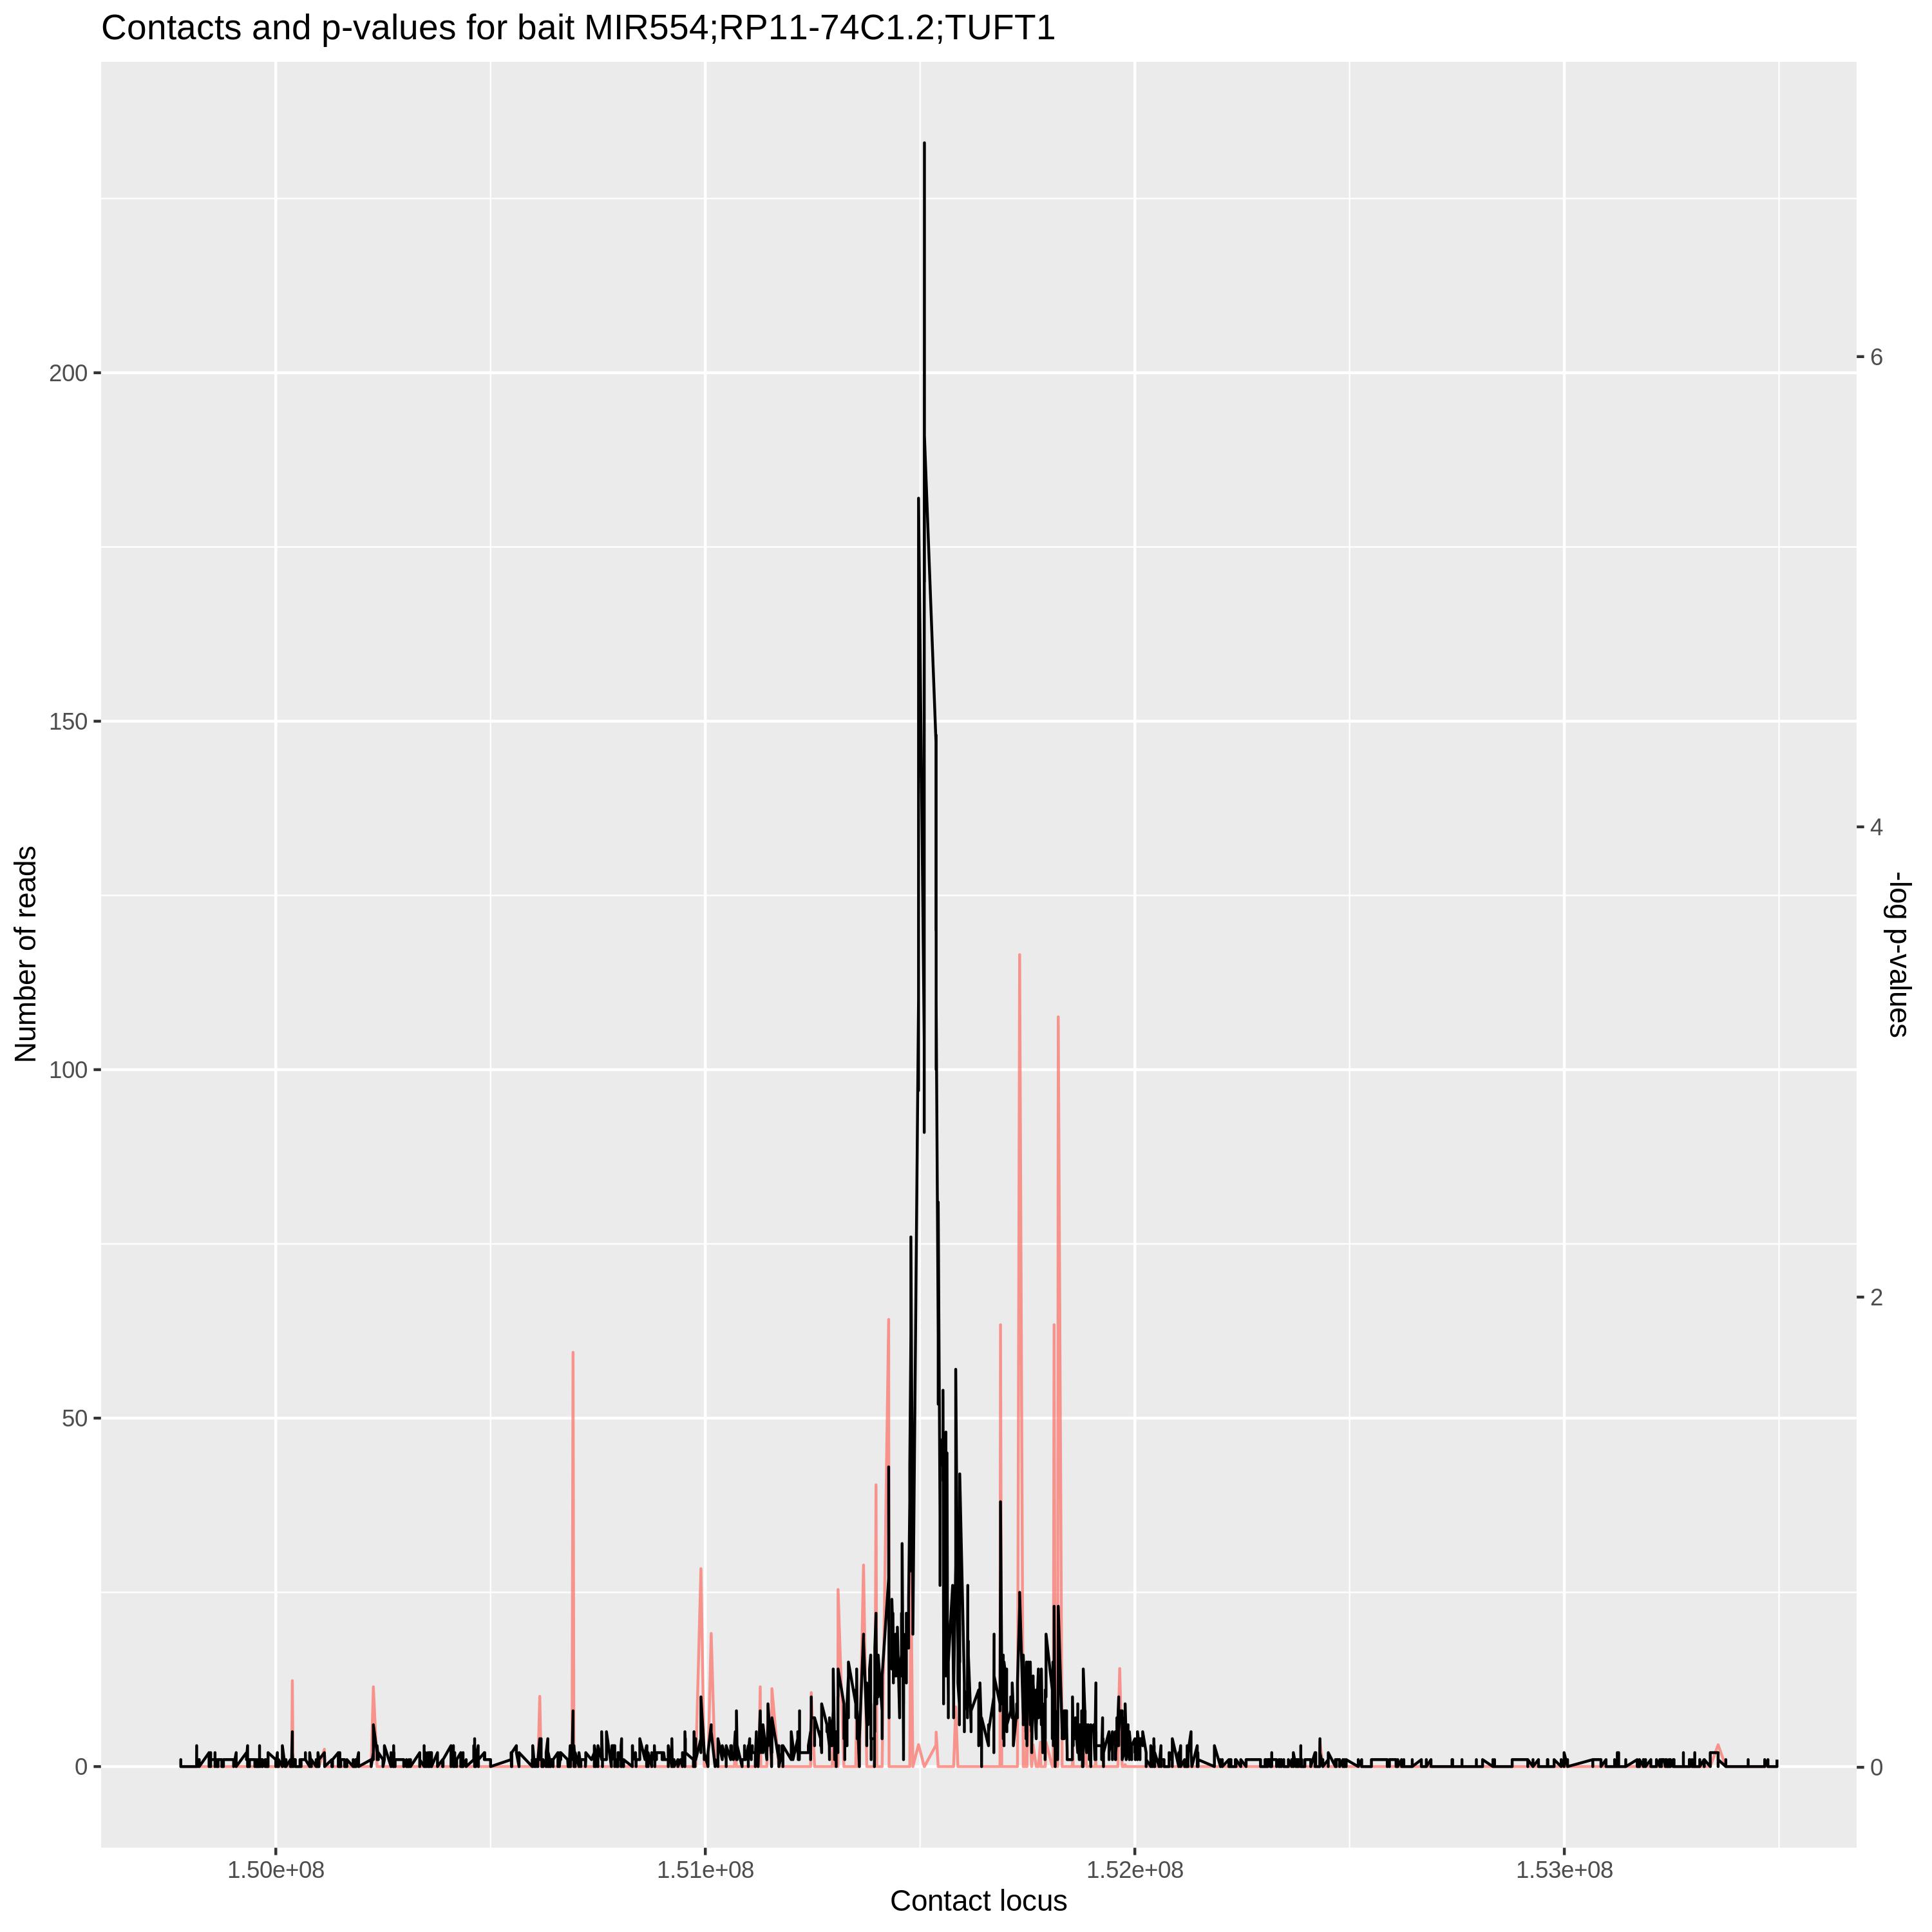 Contacts and p-values for bait MIR554;RP11-74C1.2;TUFT1
200
150
100
50
0
Number of reads
6
4
2
0
-log p-values
1.50e+08 1.51e+08 1.52e+08 1.53e+08
Contact locus